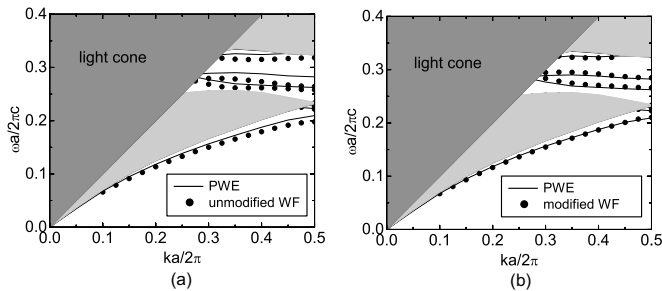 ωa/2πc
0.4
0.3
0.2
0.1
0.0
light cone
PWE
unmodified WF
0.0 0.1 0.2 0.3 0.4 0.5
ka/2π
(a)
ωa/2πc
0.4
0.3
0.2
0.1
0.0
light cone
PWE
modified WF
0.0 0.1 0.2 0.3 0.4 0.5
ka/2π
(b)